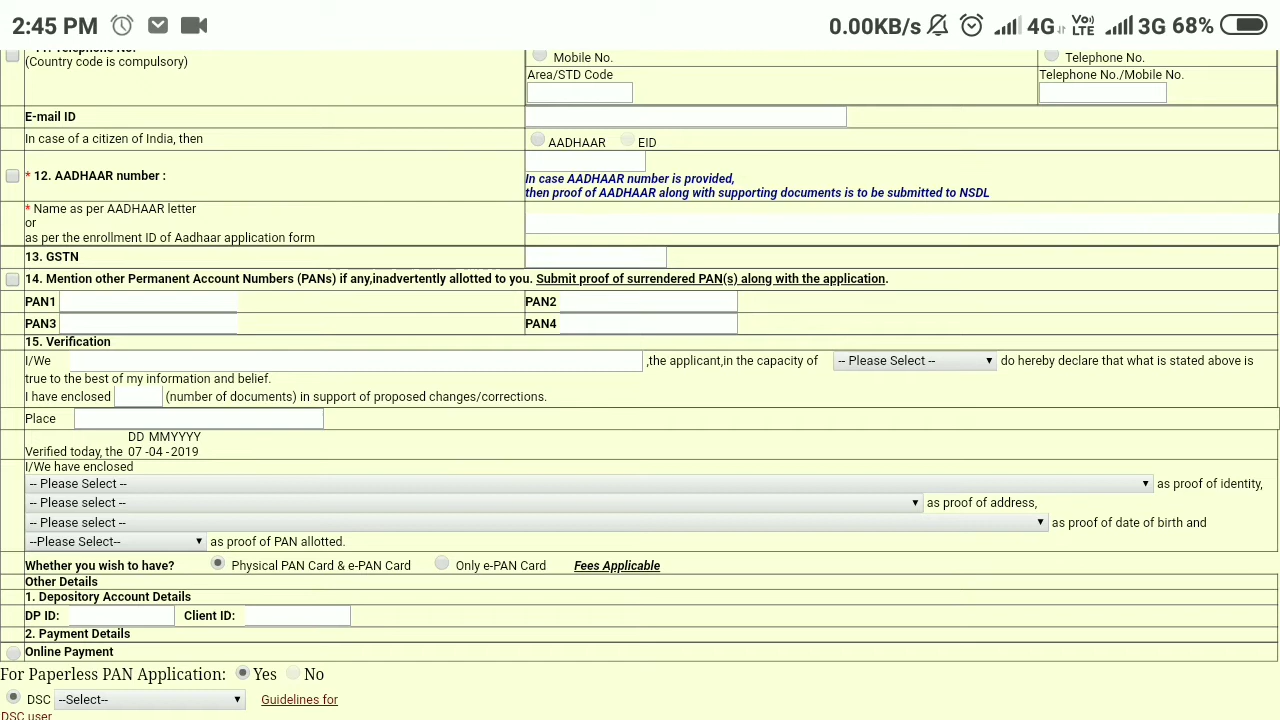 2:45 PM 0.00KB/s 4G Vo) LTE 3G 68%
(Country code is compulsory)
Mobile No. Telephone No.
Area/STD Code Telephone No./Mobile No.
E-mail ID
In case of a citizen of India, then AADHAAR EID
* 12. AADHAAR number :
In case AADHAAR number is provided,
then proof of AADHAAR along with supporting documents is to be submitted to NSDL
* Name as per AADHAAR letter
or
as per the enrollment ID of Aadhaar application form
13. GSTN
14. Mention other Permanent Account Numbers (PANs) if any,inadvertently allotted to you. Submit proof of surrendered PAN(s) along with the application.
PAN1 PAN2
PAN3 PAN4
15. Verification
I/We ,the applicant,in the capacity of -- Please Select -- do hereby declare that what is stated above is
true to the best of my information and belief.
I have enclosed (number of documents) in support of proposed changes/corrections.
Place
DD MMYYYY
Verified today, the 07 -04 -2019
I/We have enclosed
-- Please Select -- as proof of identity,
-- Please select -- as proof of address,
-- Please select -- as proof of date of birth and
--Please Select-- as proof of PAN allotted.
Whether you wish to have? Physical PAN Card & e-PAN Card Only e-PAN Card Fees Applicable
Other Details
1. Depository Account Details
DP ID: Client ID:
2. Payment Details
Online Payment
For Paperless PAN Application: Yes No
DSC --Select-- Guidelines for
DSC user